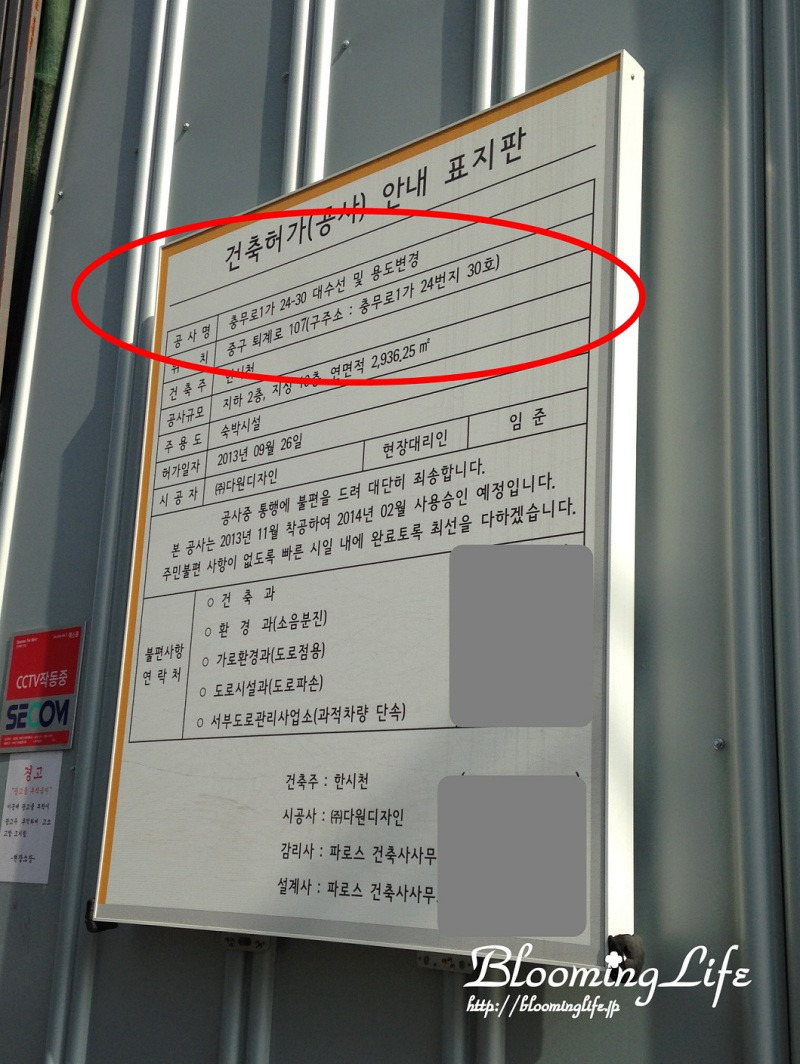 건축허가(공사) 안내 표지판
공사명 충무로1가 24-30 대수선 및 용도변경
위 치 중구 퇴계로 107(구주소 : 충무로1가 24번지 30호)
건축주 한시천
공사규모 지하 2층, 지상 10층, 연면적 2,936,25 ㎡
주용도 숙박시설
허가일자 2013년 09월 26일
시공자 ㈜다원디자인 현장대리인 임 준
공사중 통행에 불편을 드려 대단히 죄송합니다.
본 공사는 2013년 11월 착공하여 2014년 02월 사용승인 예정입니다.
주민불편 사항이 없도록 빠른 시일 내에 완료토록 최선을 다하겠습니다.
불편사항
연 락 처
○ 건 축 과
○ 환 경 과(소음분진)
○ 가로환경과(도로점용)
○ 도로시설과(도로파손)
○ 서부도로관리사업소(과적차량 단속)
건축주 : 한시천
시공사 : ㈜다원디자인
감리사 : 파로스 건축사사무
설계사 : 파로스 건축사사무
CCTV작동중
SECOM
경고
BloomingLife
http://bloominglife.jp